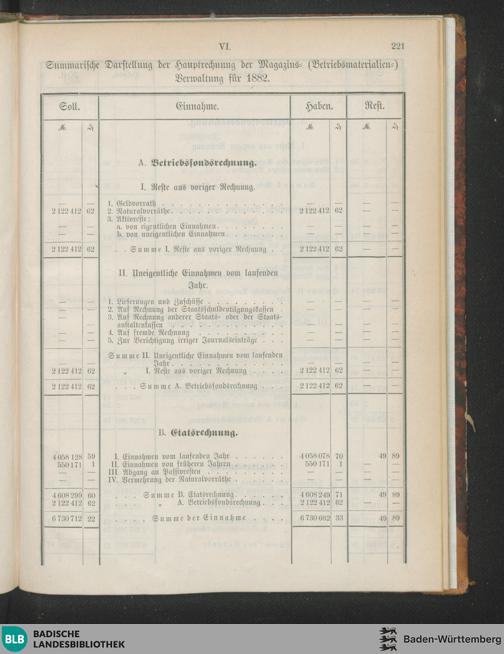 VI. 221
Summarische Darstellung der Hauptrechnung der Magazins- (Betriebsmaterialien-)
Verwaltung für 1882.
Soll. Einnahme. Haben. Rest.
ℳ ₰ ℳ ₰ ℳ ₰
A. Betriebsfondsrechnung.
I. Reste aus voriger Rechnung.
— — 1. Geldvorrath . . . — — — —
2 122 412 62 2. Naturalvorräthe . . . 2 122 412 62 — —
3. Aktivreste:
— — a. von eigentlichen Einnahmen . . . — — — —
— — b. von uneigentlichen Einnahmen . . . — — — —
2 122 412 62 . . Summe I. Reste aus voriger Rechnung . . 2 122 412 62 — —
II. Uneigentliche Einnahmen vom laufenden
Jahr.
— — 1. Lieferungen und Zuschüsse . . . — — — —
— — 2. Auf Rechnung der Staatsschuldentilgungskassen — — — —
3. Auf Rechnung anderer Staats- oder der Staats-
— — anstaltenkassen . . . — — — —
— — 4. Auf fremde Rechnung . . . — — — —
— — 5. Zur Berichtigung irriger Journalseinträge . . . — — — —
Summe II. Uneigentliche Einnahmen vom laufenden
— — Jahr . . . — — — —
2 122 412 62 „ I. Reste aus voriger Rechnung . . . 2 122 412 62 — —
2 122 412 62 . . . . Summe A. Betriebsfondsrechnung . . . . 2 122 412 62 — —
B. Etatsrechnung.
4 058 128 59 I. Einnahmen vom laufenden Jahr . . . 4 058 078 70 49 89
550 171 1 II. Einnahmen von früheren Jahren . . . 550 171 1 — —
— — III. Abgang an Passivresten . . . — — — —
— — IV. Vermehrung der Naturalvorräthe . . . — — — —
4 608 299 60 . . . . Summe B. Etatsrechnung . . . 4 608 249 71 49 89
2 122 412 62 . . . . „ A. Betriebsfondsrechnung . . . 2 122 412 62 — —
6 730 712 22 . . . . . Summe der Einnahme . . . . 6 730 662 33 49 89
BLB BADISCHE
LANDESBIBLIOTHEK
Baden-Württemberg